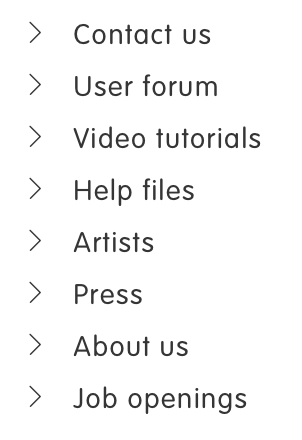 Contact us
User forum
Video tutorials
Help files
Artists
Press
About us
Job openings